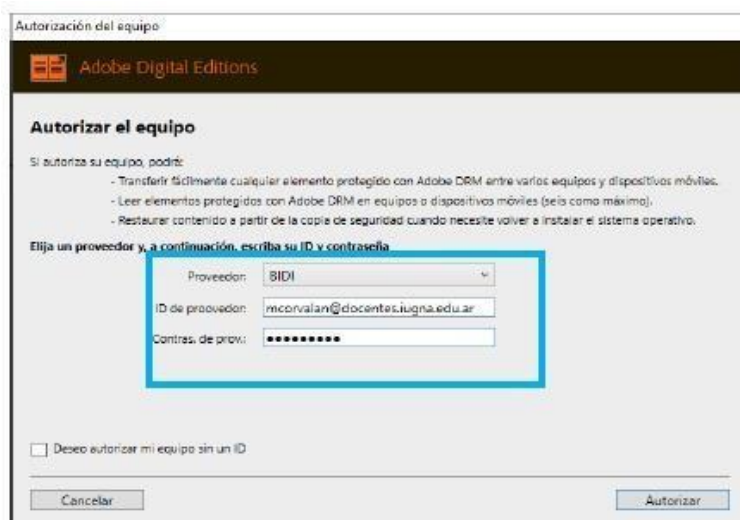 Autorización del equipo
Adobe Digital Editions
Autorizar el equipo
Si autoriza su equipo, podrá:
- Transferir fácilmente cualquier elemento protegido con Adobe DRM entre varios equipos y dispositivos móviles.
- Leer elementos protegidos con Adobe DRM en equipos o dispositivos móviles (seis como máximo).
- Restaurar contenido a partir de la copia de seguridad cuando necesite volver a instalar el sistema operativo.
Elija un proveedor y, a continuación, escriba su ID y contraseña
Proveedor: BIDI
ID de proovedor: mcorvalan@docentes.iugna.edu.ar
Contras. de prov.: •••••••••
Deseo autorizar mi equipo sin un ID
Cancelar Autorizar